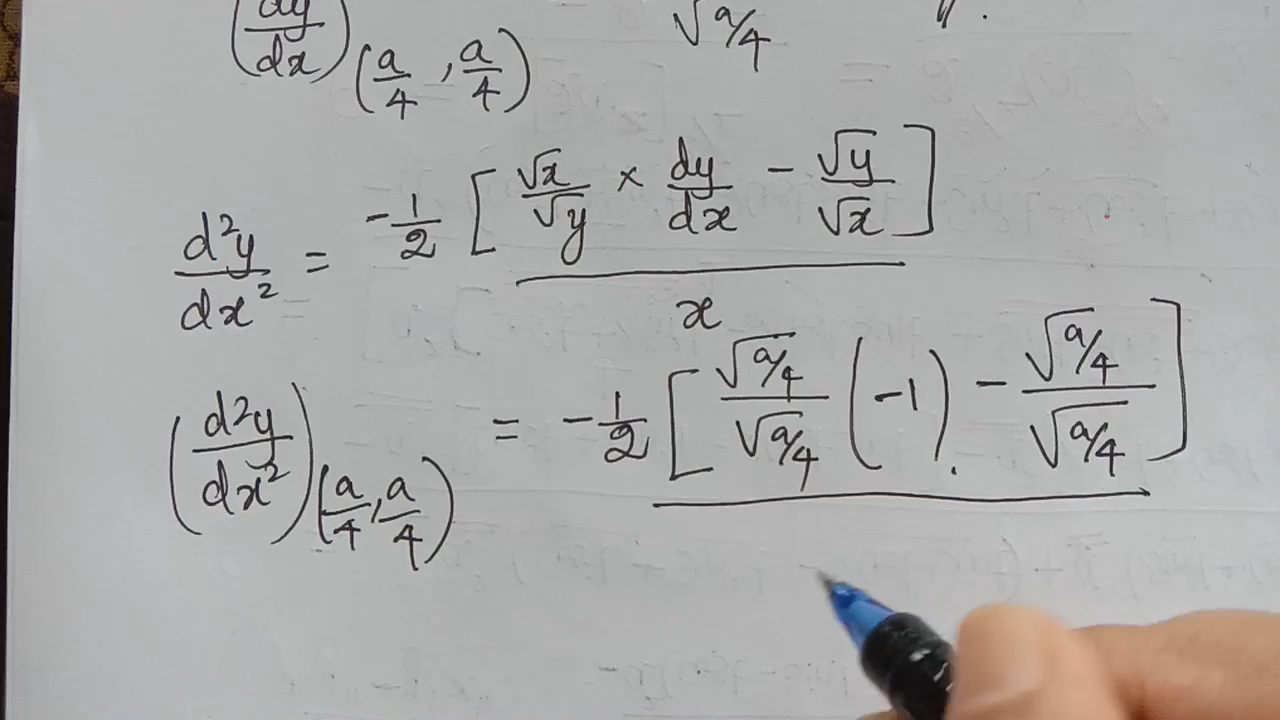 (dy/dx)(a/4, a/4) √a/4 //.
d²y/dx² = -1/2 [√x/√y × dy/dx - √y/√x] / x
(d²y/dx²)(a/4, a/4) = -1/2 [√a/4 / √a/4 (-1) - √a/4 / √a/4]